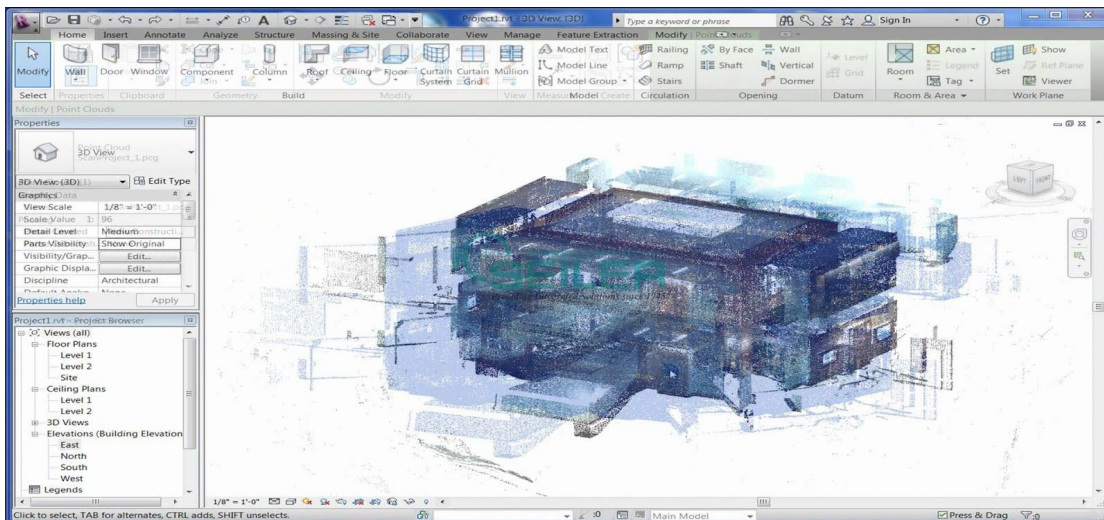 Project1.rvt - 3D View: {3D}
Type a keyword or phrase
Sign In
Home Insert Annotate Analyze Structure Massing & Site Collaborate View Manage Feature Extraction Modify | Point Clouds
Modify Wall Door Window Component Column Roof Ceiling Floor Curtain System Curtain Grid Mullion
Model Text
Model Line
Model Group
Railing
Ramp
Stairs
By Face
Shaft
Wall
Vertical
Dormer
Level
Grid
Room
Area
Legend
Tag
Set
Show
Ref Plane
Viewer
Select Properties Clipboard Geometry Build Modify View Model Create Circulation Opening Datum Room & Area Work Plane
Modify | Point Clouds
Properties
Point Cloud
3D View
ScanProject_1.pcg
3D View: {3D}
Edit Type
Graphics
View Scale 1/8" = 1'-0"
Scale Value 1: 96
Detail Level Medium
Parts Visibility Show Original
Visibility/Grap... Edit...
Graphic Displa... Edit...
Discipline Architectural
Properties help Apply
Project1.rvt - Project Browser
Views (all)
Floor Plans
Level 1
Level 2
Site
Ceiling Plans
Level 1
Level 2
3D Views
Elevations (Building Elevation
East
North
South
West
Legends
LEFT FRONT
SEILER
1/8" = 1'-0"
Click to select, TAB for alternates, CTRL adds, SHIFT unselects.
:0
Main Model
Press & Drag
:0